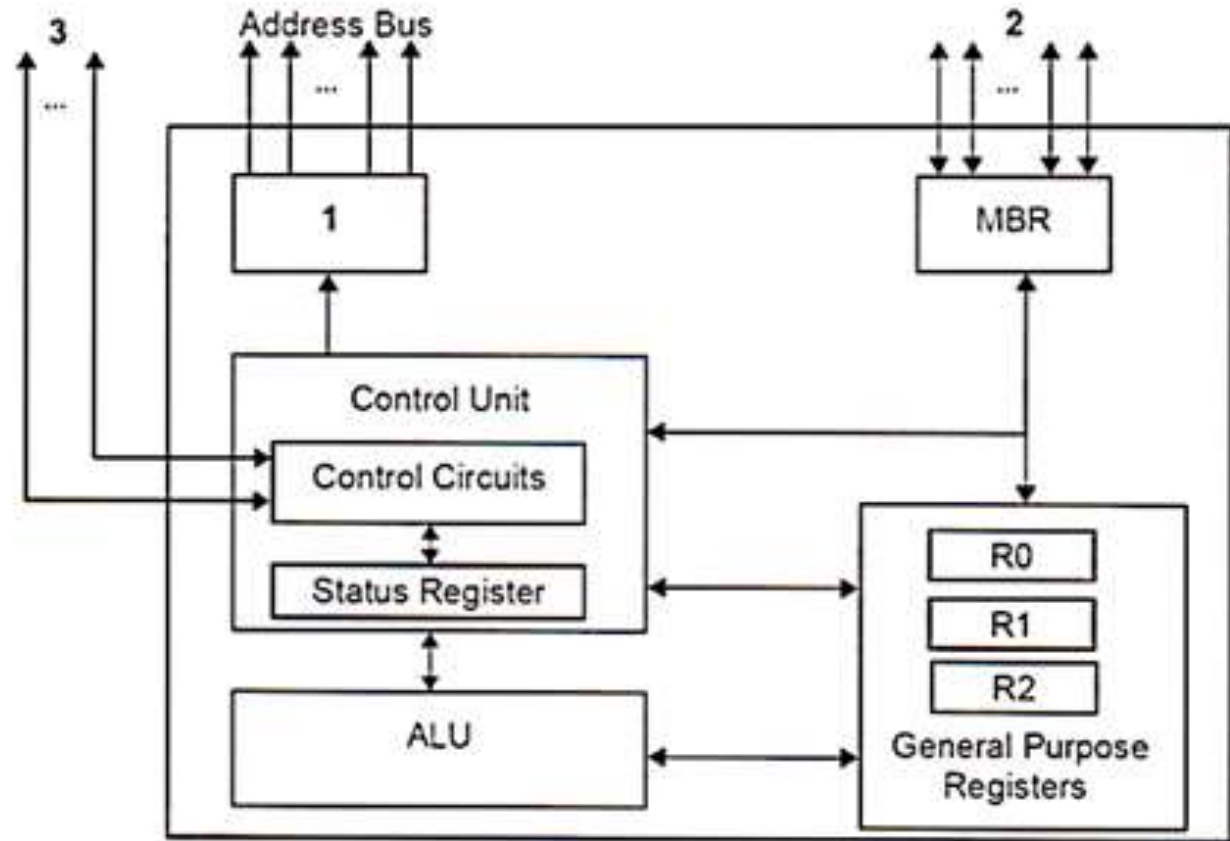 3
Address Bus
2
...
...
...
1
MBR
Control Unit
Control Circuits
Status Register
R0
R1
R2
ALU
General Purpose
Registers